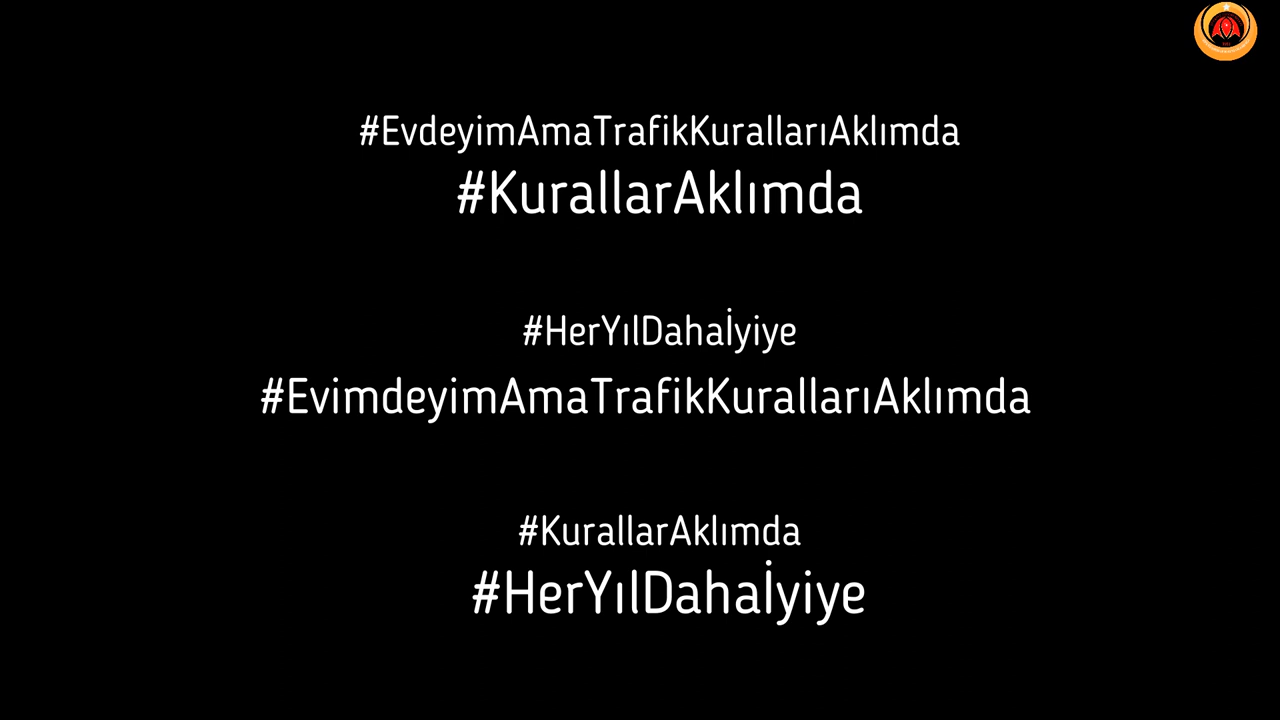 #EvdeyimAmaTrafikKurallarıAklımda
#KurallarAklımda
#HerYılDahaİyiye
#EvimdeyimAmaTrafikKurallarıAklımda
#KurallarAklımda
#HerYılDahaİyiye